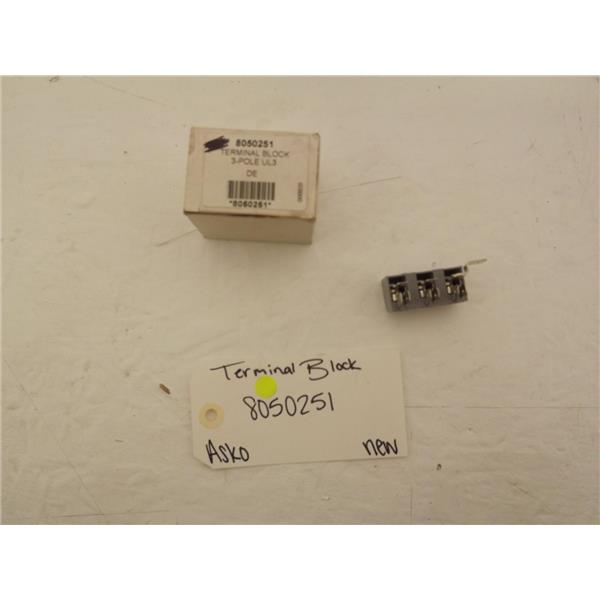 8050251
TERMINAL BLOCK
3-POLE UL3
DE
*8050251*
Terminal Block
8050251
Asko
new